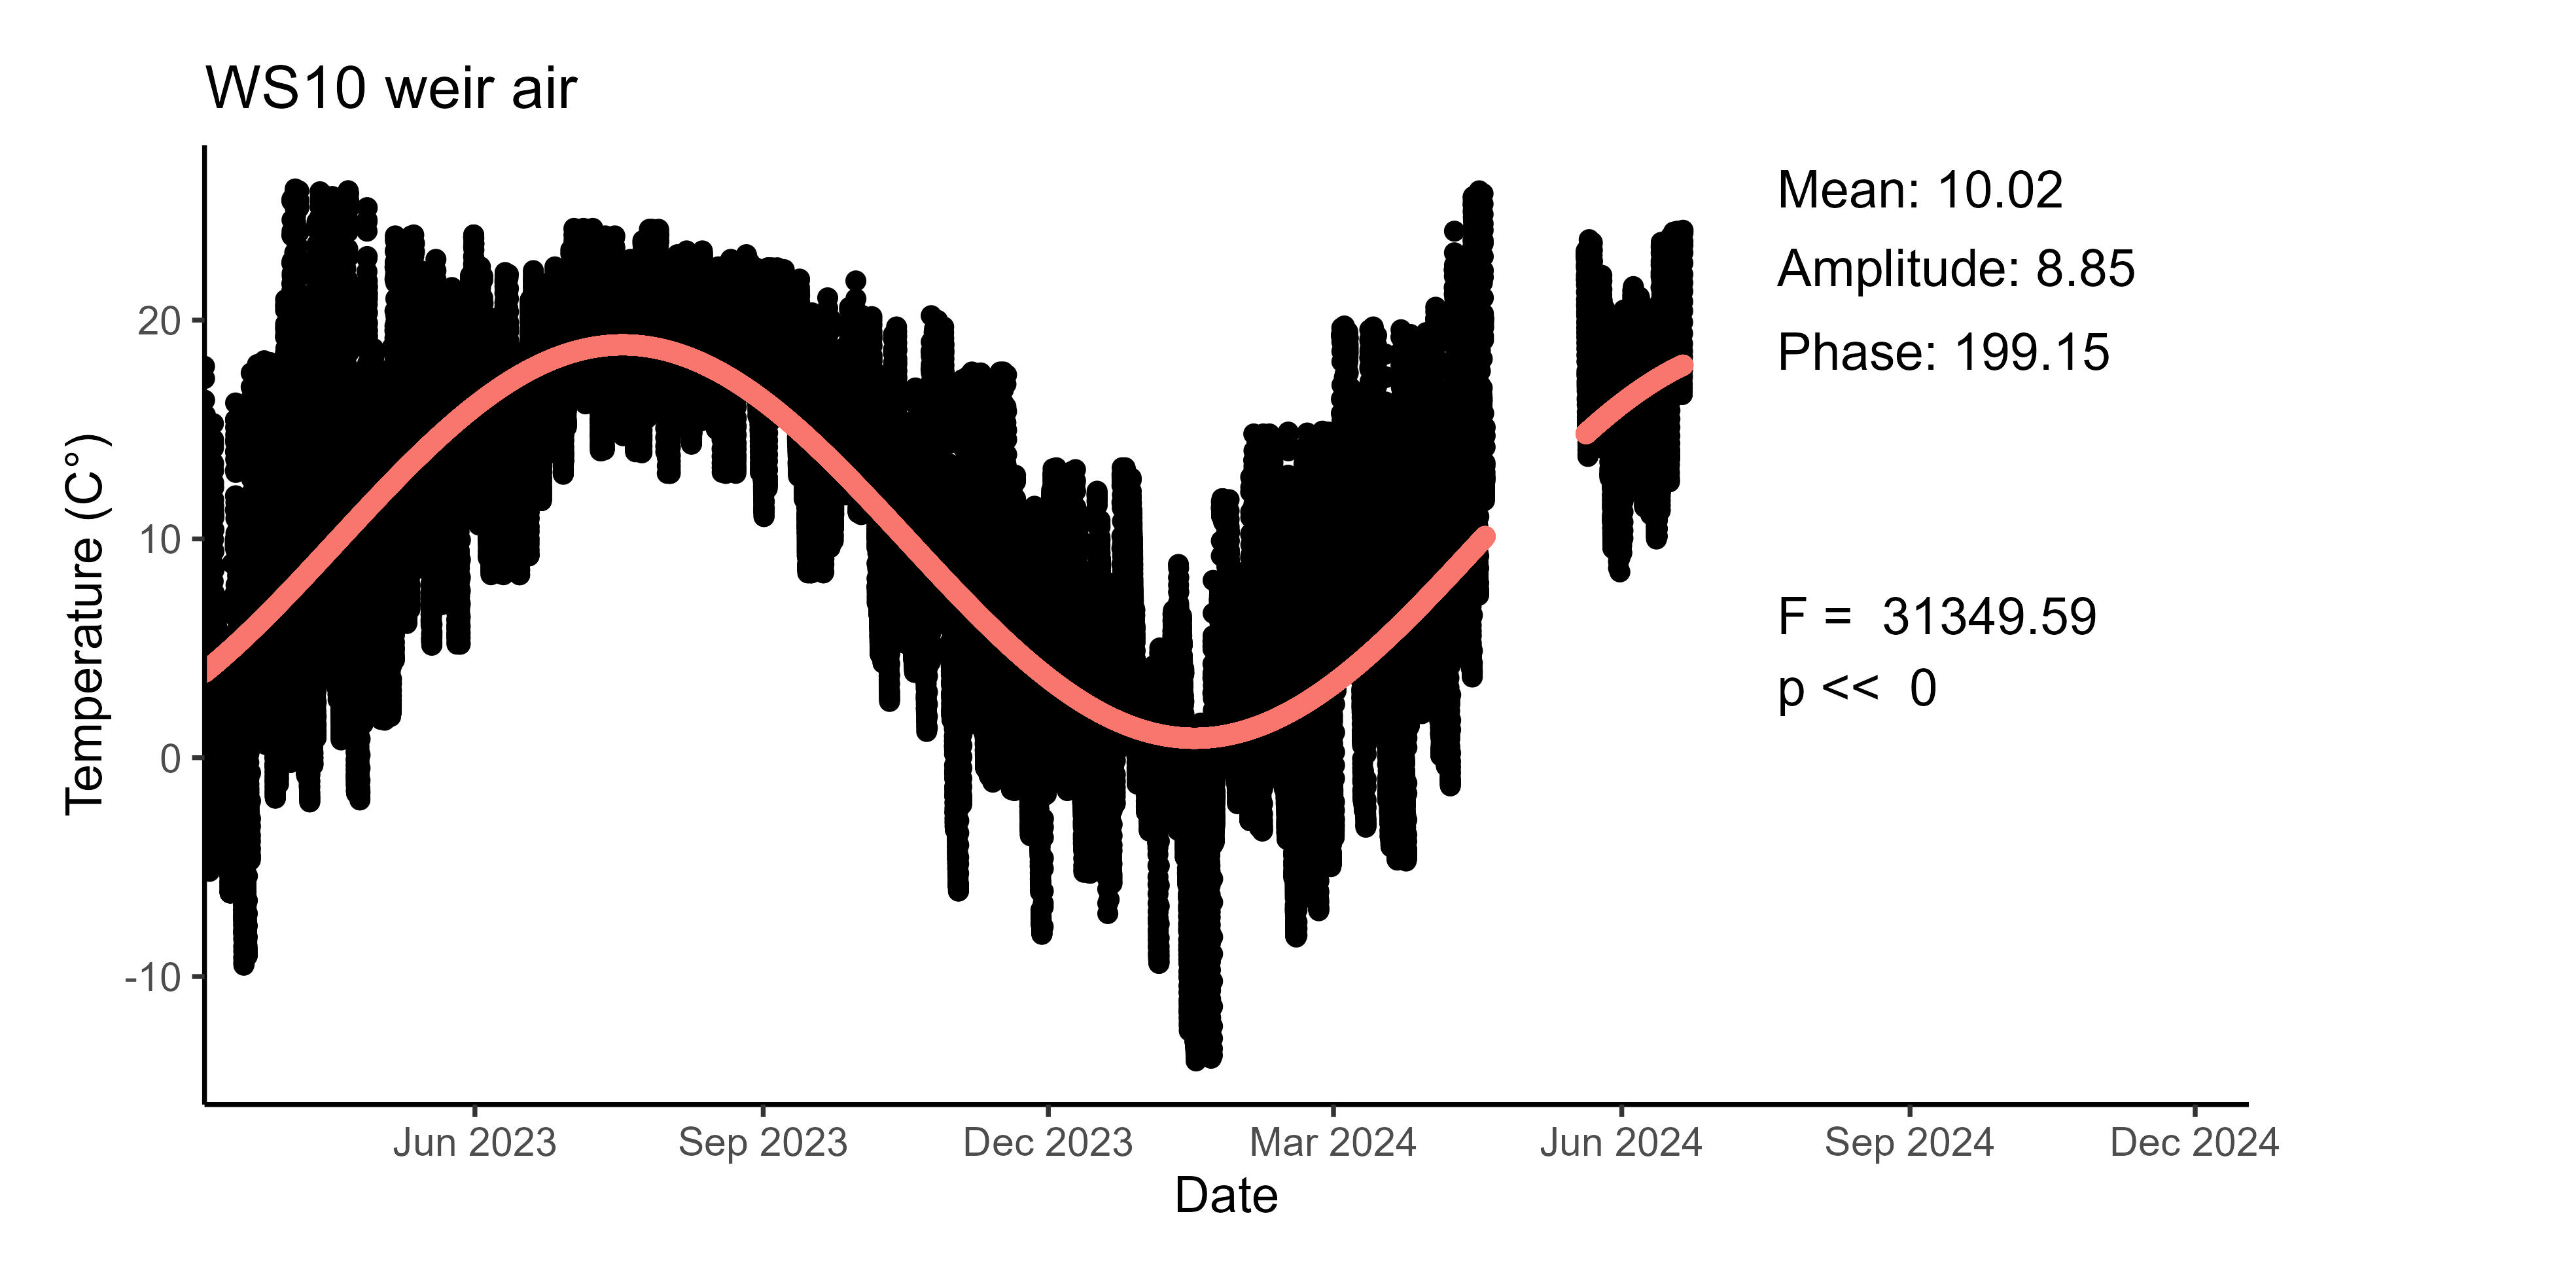 WS10 weir air
Mean: 10.02
Amplitude: 8.85
Phase: 199.15
F =  31349.59
p <<  0
Temperature (C°)
20
10
0
-10
Jun 2023
Sep 2023
Dec 2023
Mar 2024
Jun 2024
Sep 2024
Dec 2024
Date